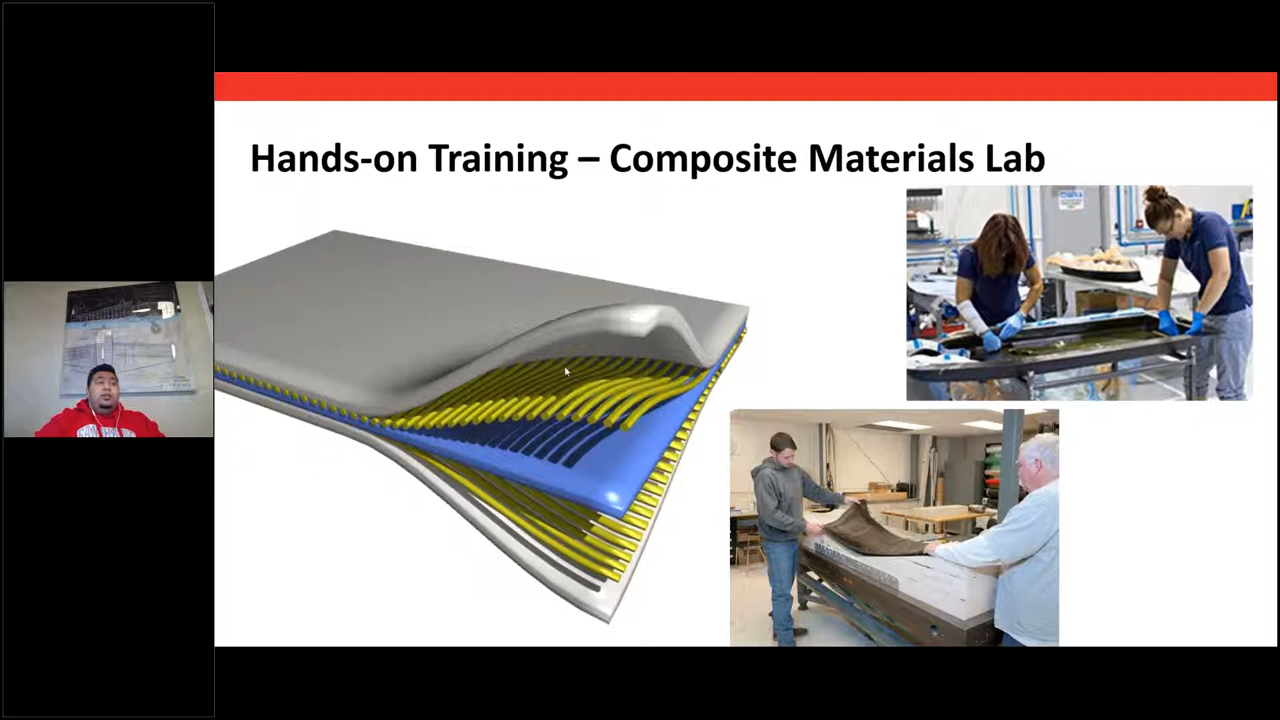 Hands-on Training – Composite Materials Lab